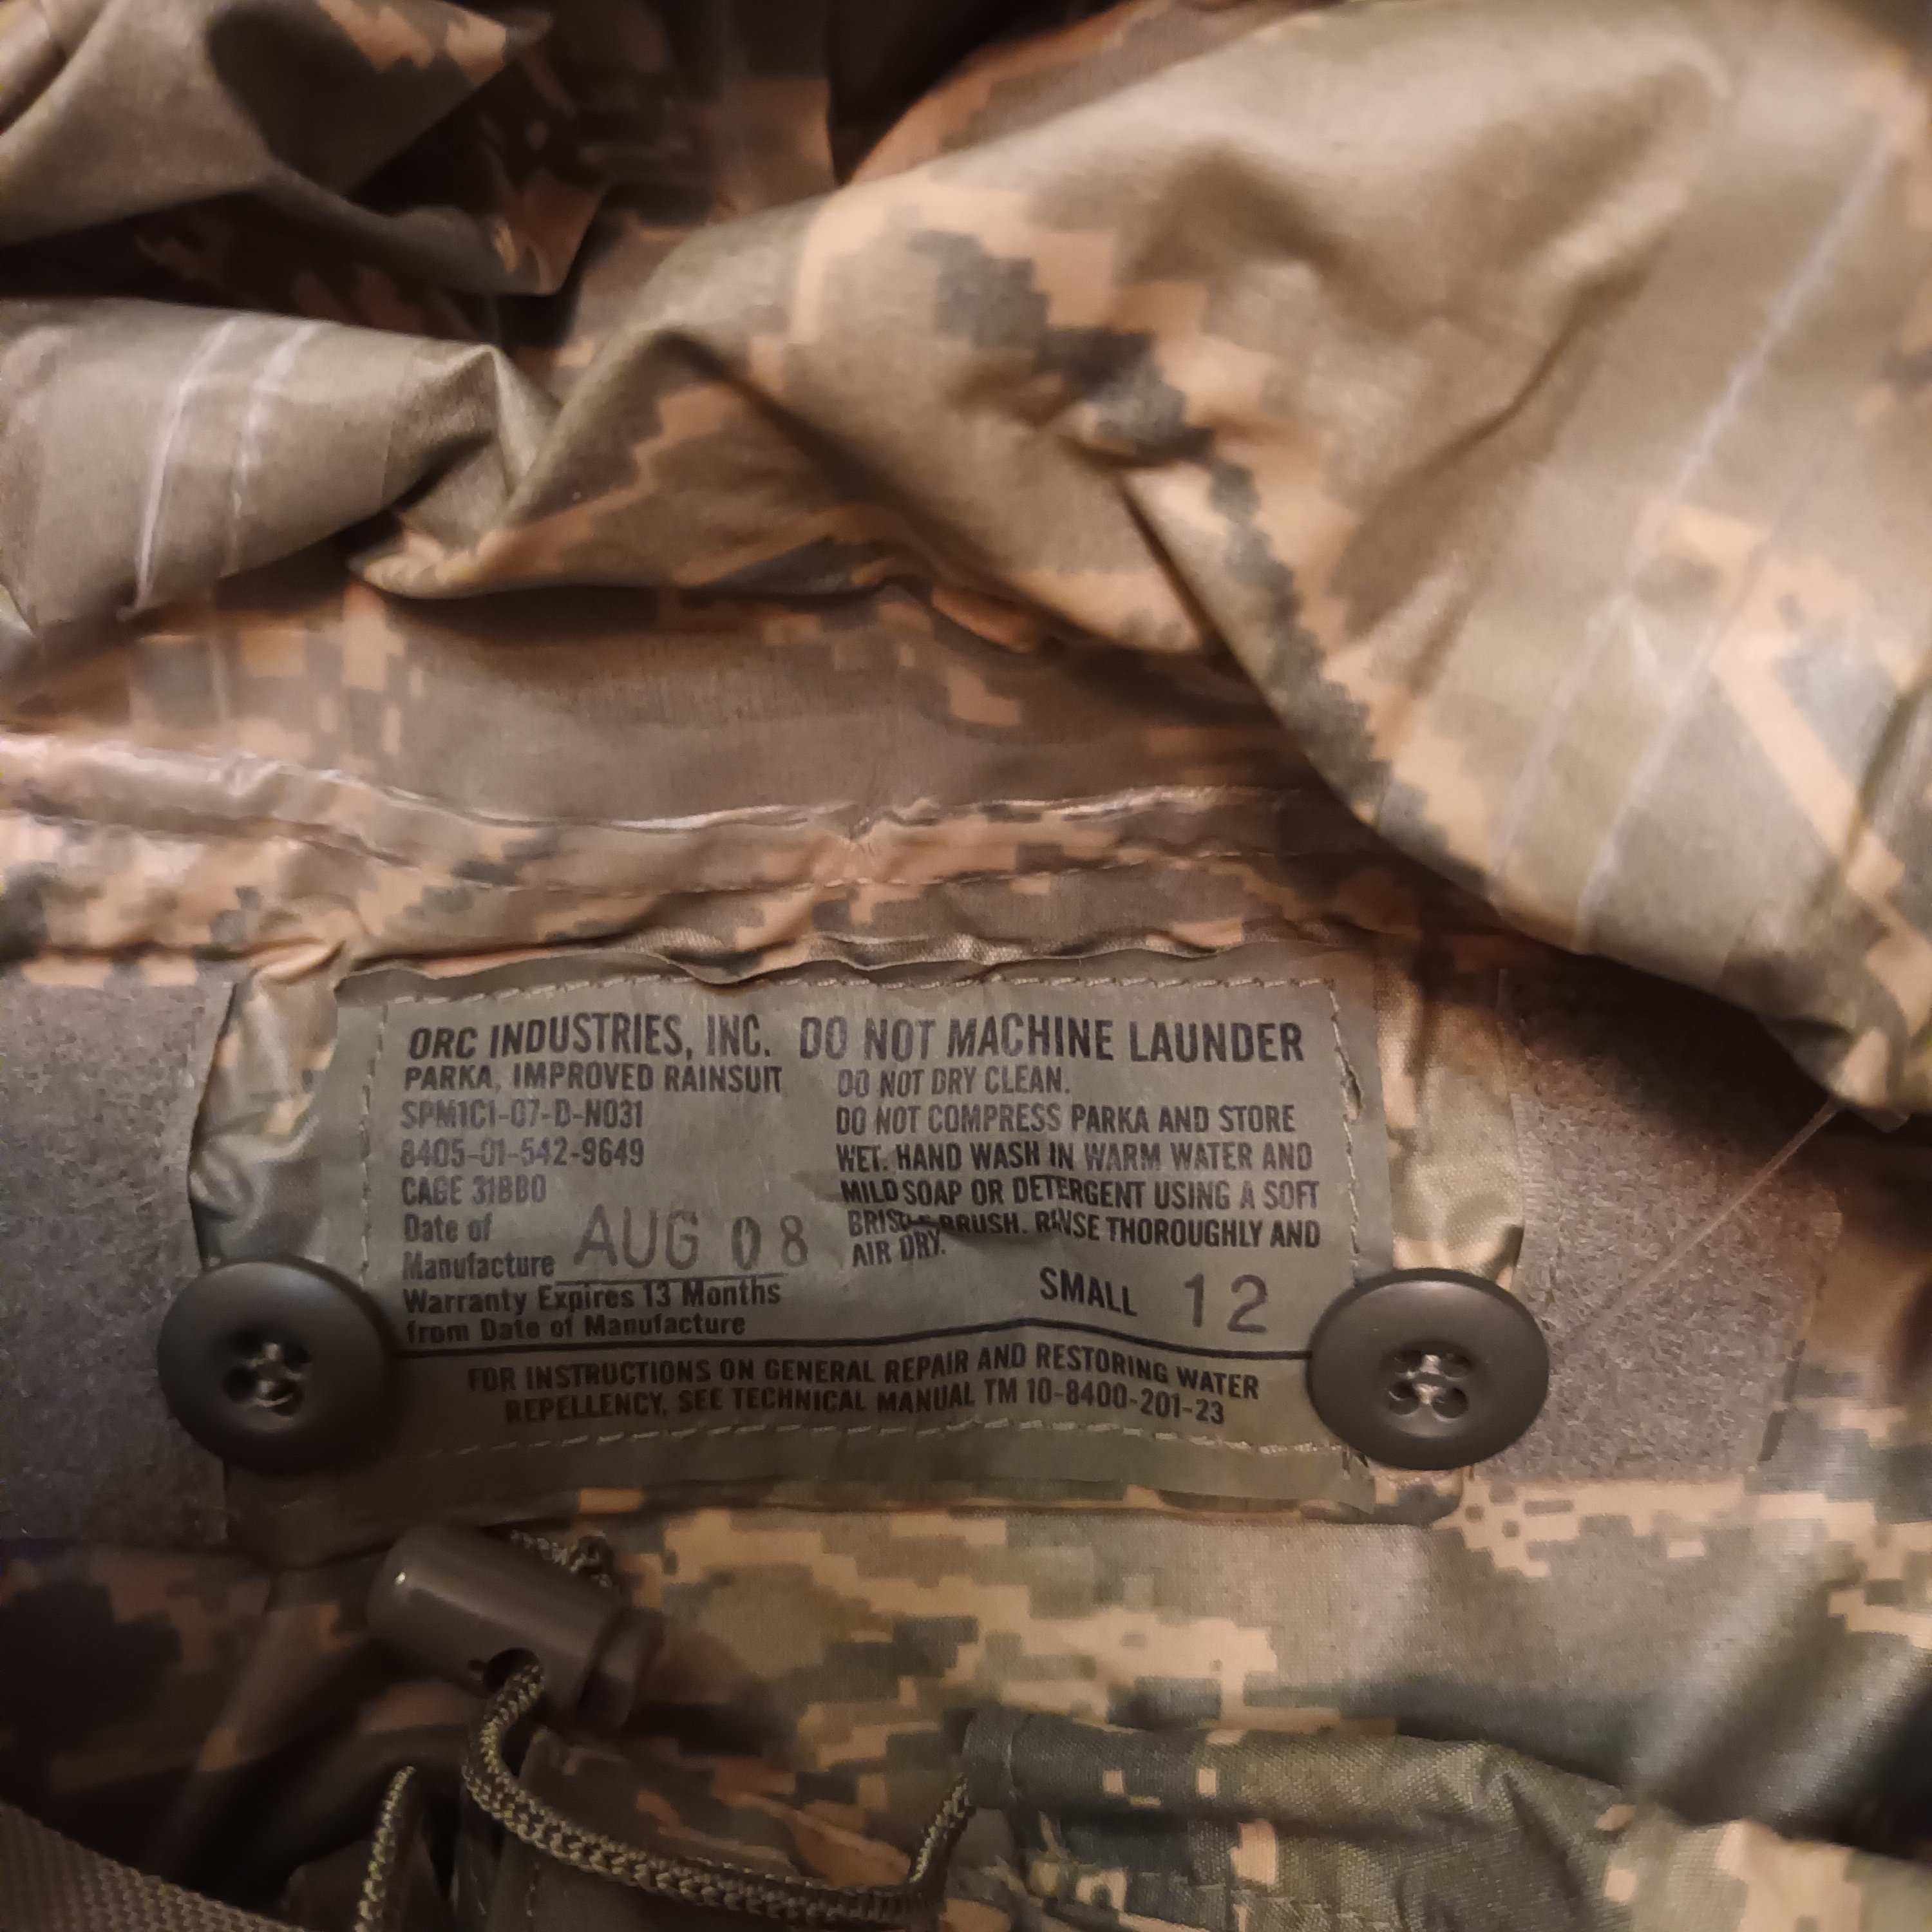 ORC INDUSTRIES, INC.
PARKA, IMPROVED RAINSUIT
SPM1C1-07-D-N031
8405-01-542-9649
CAGE 31BB0
Date of
Manufacture AUG 08
Warranty Expires 13 Months
from Date of Manufacture
DO NOT MACHINE LAUNDER
DO NOT DRY CLEAN.
DO NOT COMPRESS PARKA AND STORE
WET. HAND WASH IN WARM WATER AND
MILD SOAP OR DETERGENT USING A SOFT
BRISTLE BRUSH. RINSE THOROUGHLY AND
AIR DRY.
SMALL 12
FOR INSTRUCTIONS ON GENERAL REPAIR AND RESTORING WATER
REPELLENCY, SEE TECHNICAL MANUAL TM 10-8400-201-23